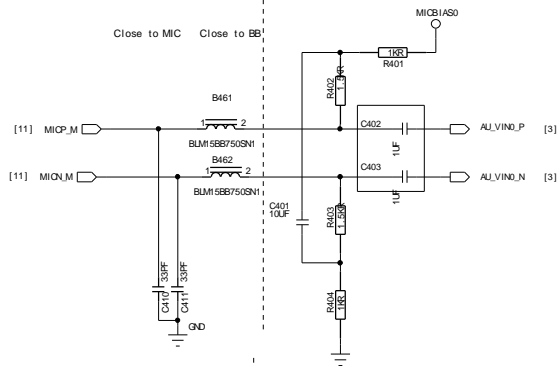 MICBIAS0
Close to MIC Close to BB
1KR
R401
R402
1.5KR
B461
1 2
[11] MICP_M
BLM15BB750SN1
C402
1UF
AU_VIN0_P [3]
B462
[11] MICN_M
1 2
BLM15BB750SN1
C403
1UF
AU_VIN0_N [3]
C401
10UF
R403
1.5KR
33PF
C410
33PF
C411
R404
1KR
GND